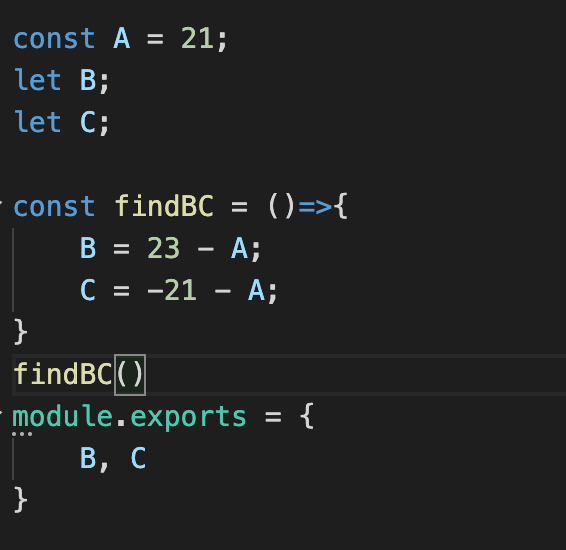 const A = 21;
let B;
let C;
const findBC = ()=>{
    B = 23 - A;
    C = -21 - A;
}
findBC()
module.exports = {
    B, C
}